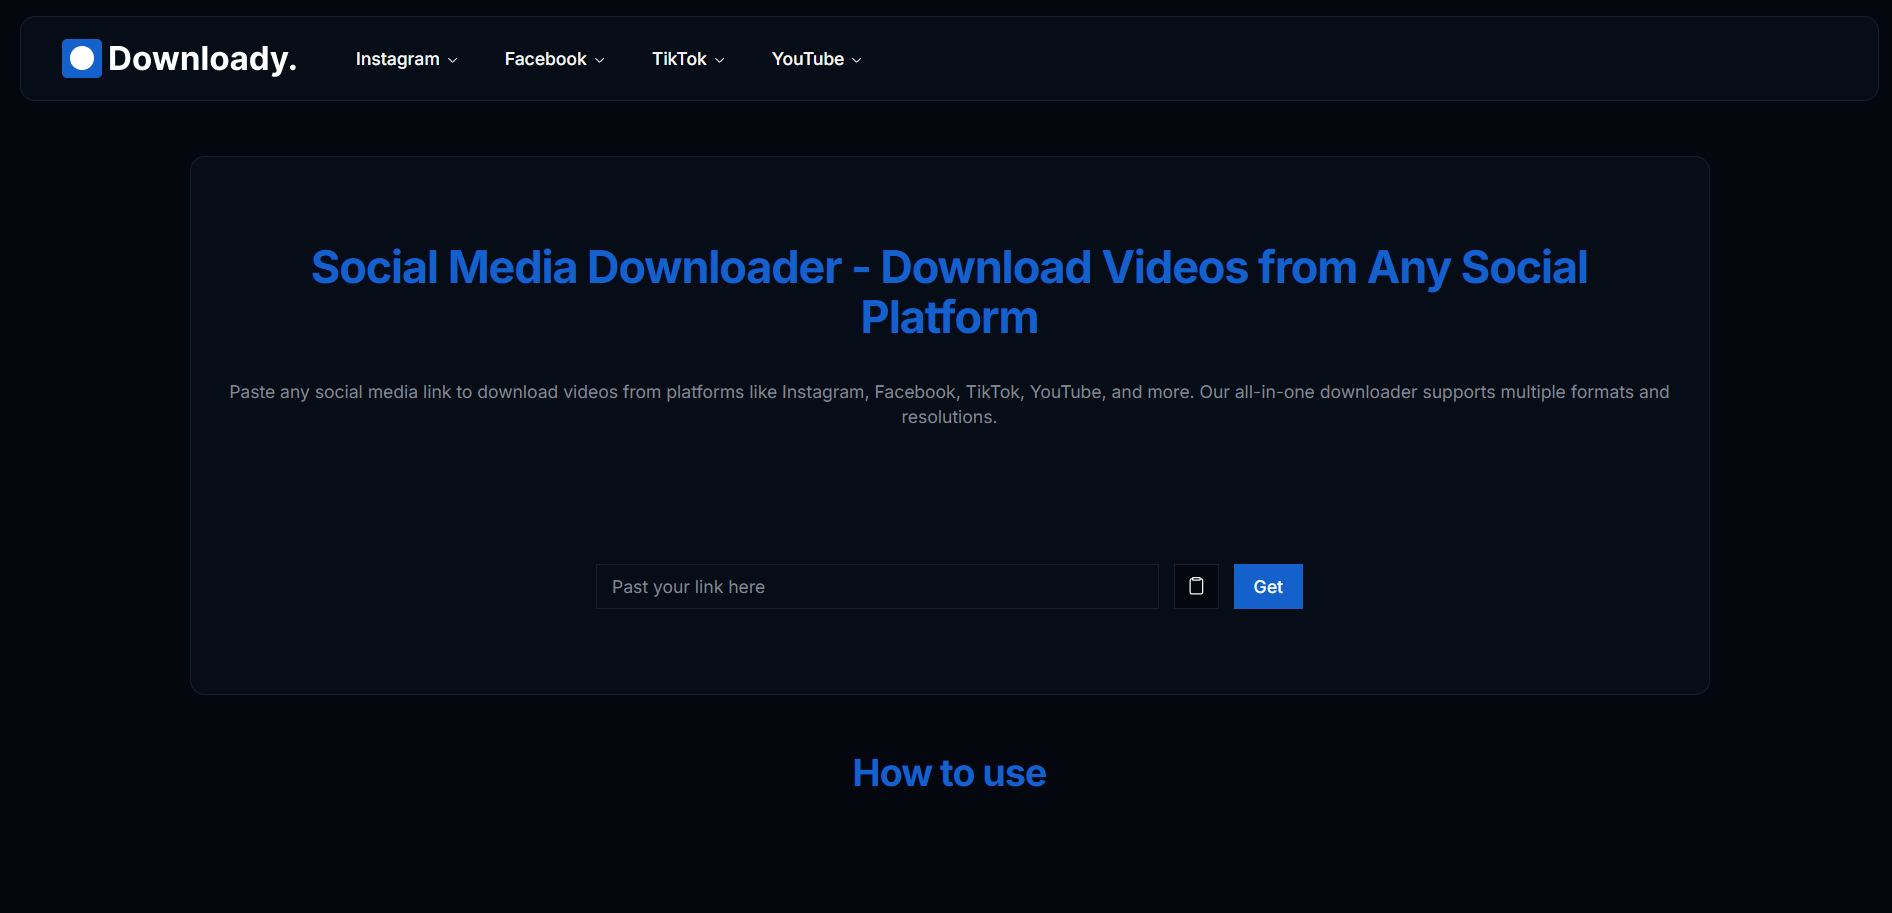 Downloady.
Instagram
Facebook
TikTok
YouTube
Social Media Downloader - Download Videos from Any Social
Platform
Paste any social media link to download videos from platforms like Instagram, Facebook, TikTok, YouTube, and more. Our all-in-one downloader supports multiple formats and
resolutions.
Past your link here
Get
How to use